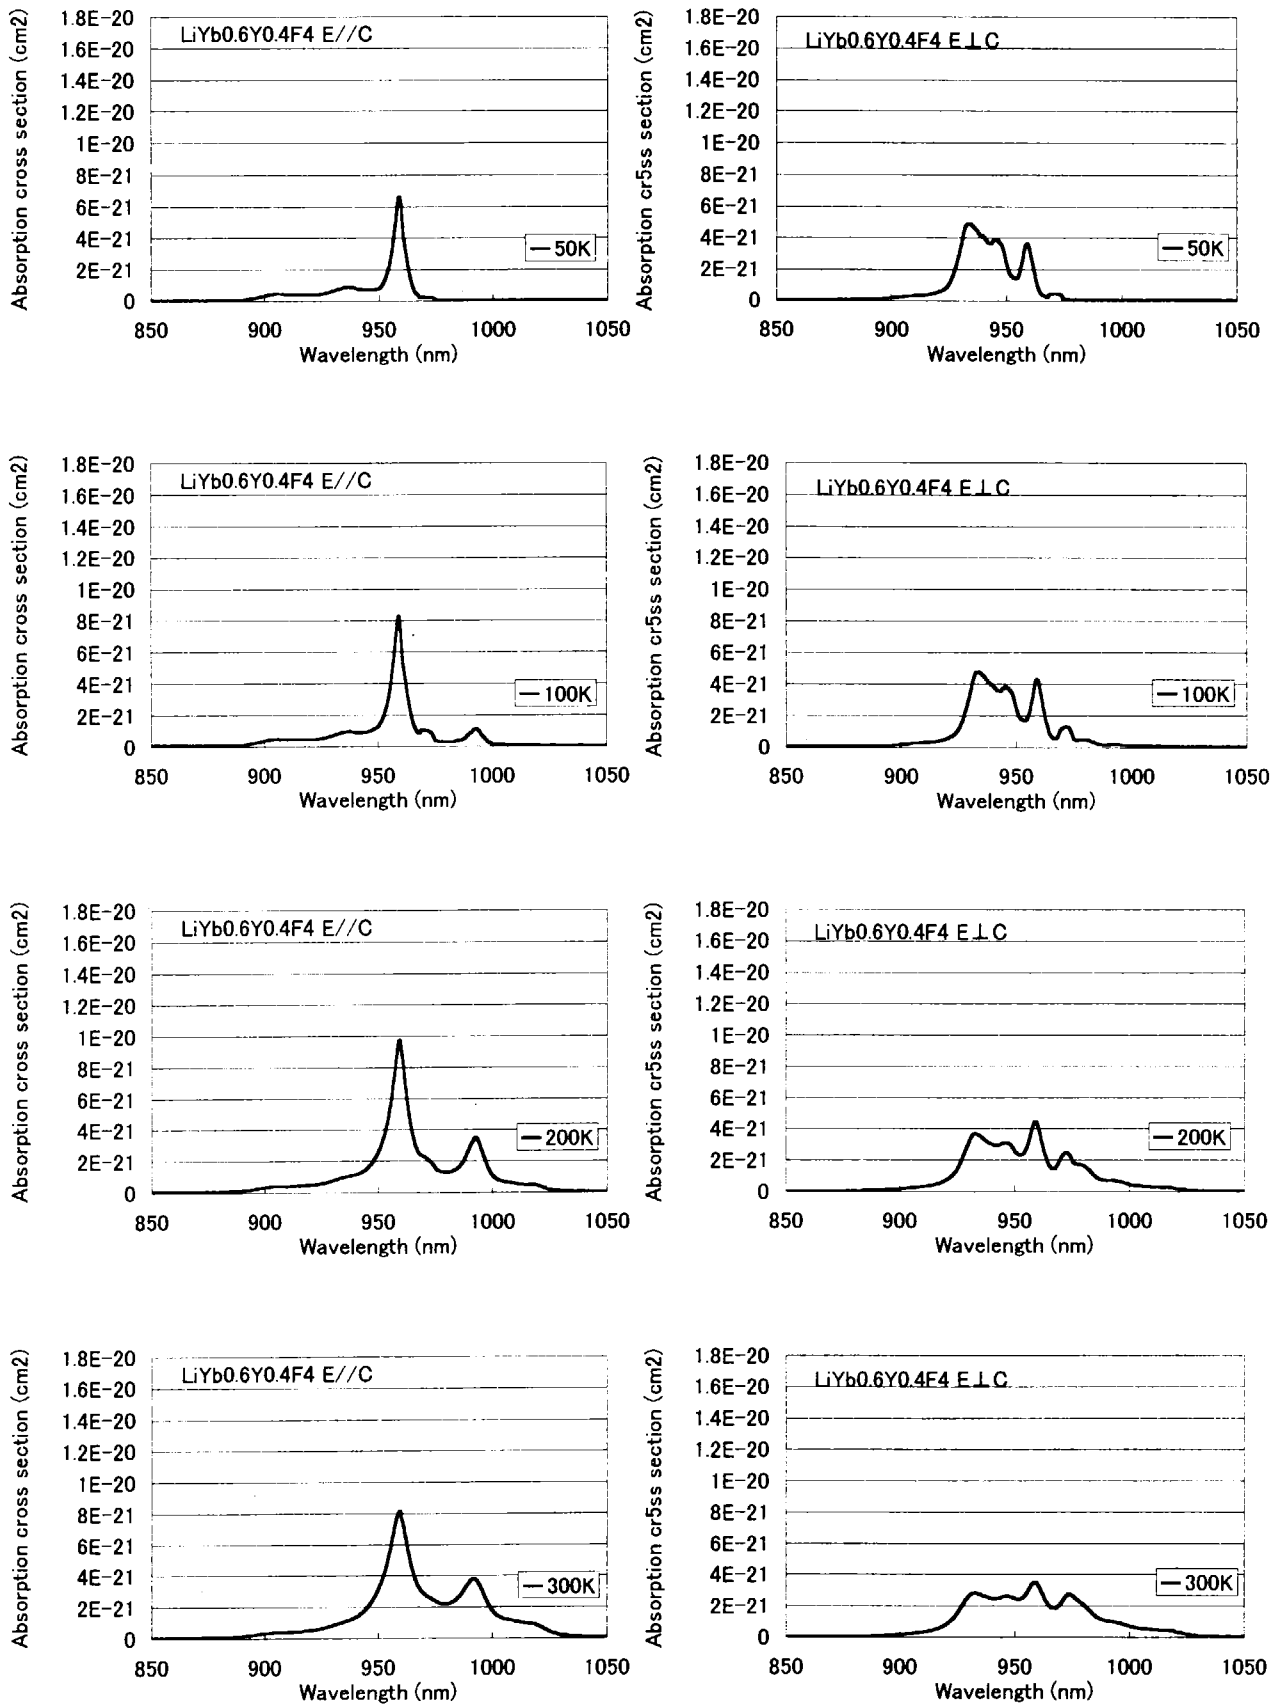 Absorption cross section (cm2)
1.8E-20
1.6E-20
1.4E-20
1.2E-20
1E-20
8E-21
6E-21
4E-21
2E-21
0
LiYb0.6Y0.4F4 E//C
50K
850 900 950 1000 1050
Wavelength (nm)
Absorption cr5ss section (cm2)
1.8E-20
1.6E-20
1.4E-20
1.2E-20
1E-20
8E-21
6E-21
4E-21
2E-21
0
LiYb0.6Y0.4F4 E⊥C
50K
850 900 950 1000 1050
Wavelength (nm)
Absorption cross section (cm2)
1.8E-20
1.6E-20
1.4E-20
1.2E-20
1E-20
8E-21
6E-21
4E-21
2E-21
0
LiYb0.6Y0.4F4 E//C
100K
850 900 950 1000 1050
Wavelength (nm)
Absorption cr5ss section (cm2)
1.8E-20
1.6E-20
1.4E-20
1.2E-20
1E-20
8E-21
6E-21
4E-21
2E-21
0
LiYb0.6Y0.4F4 E⊥C
100K
850 900 950 1000 1050
Wavelength (nm)
Absorption cross section (cm2)
1.8E-20
1.6E-20
1.4E-20
1.2E-20
1E-20
8E-21
6E-21
4E-21
2E-21
0
LiYb0.6Y0.4F4 E//C
200K
850 900 950 1000 1050
Wavelength (nm)
Absorption cr5ss section (cm2)
1.8E-20
1.6E-20
1.4E-20
1.2E-20
1E-20
8E-21
6E-21
4E-21
2E-21
0
LiYb0.6Y0.4F4 E⊥C
200K
850 900 950 1000 1050
Wavelength (nm)
Absorption cross section (cm2)
1.8E-20
1.6E-20
1.4E-20
1.2E-20
1E-20
8E-21
6E-21
4E-21
2E-21
0
LiYb0.6Y0.4F4 E//C
300K
850 900 950 1000 1050
Wavelength (nm)
Absorption cr5ss section (cm2)
1.8E-20
1.6E-20
1.4E-20
1.2E-20
1E-20
8E-21
6E-21
4E-21
2E-21
0
LiYb0.6Y0.4F4 E⊥C
300K
850 900 950 1000 1050
Wavelength (nm)